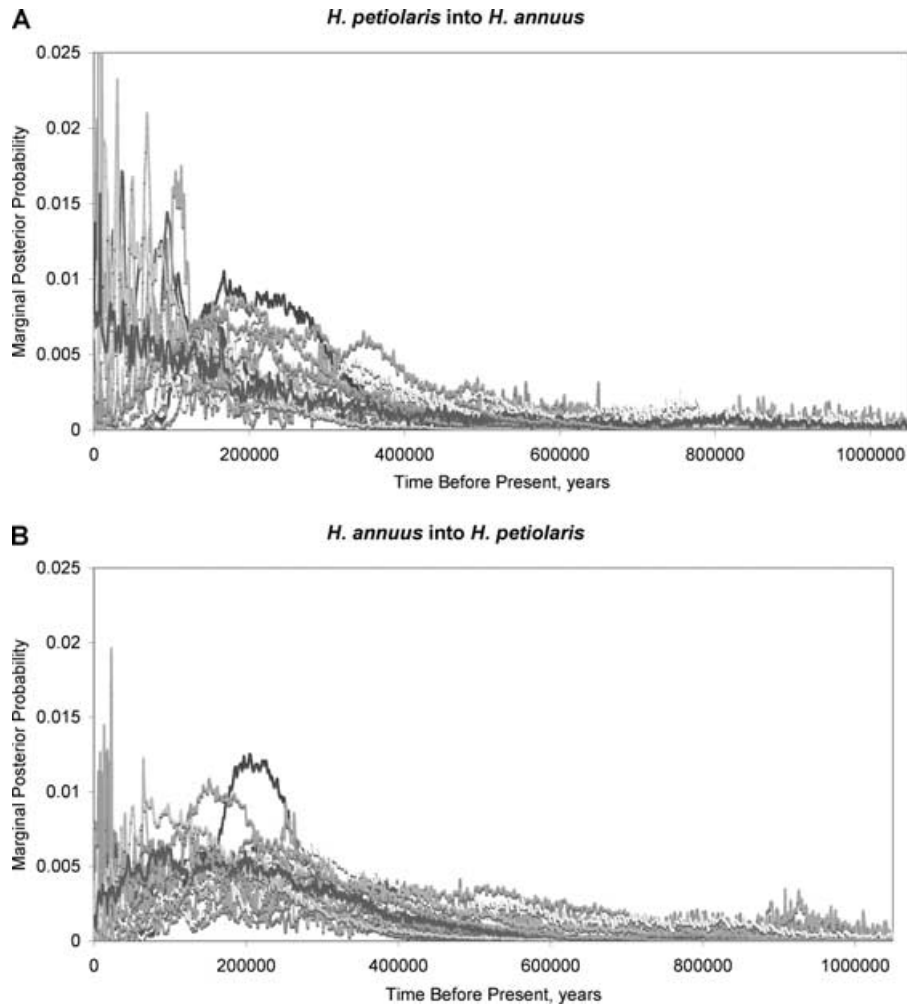 A
H. petiolaris into H. annuus
0.025
0.02
0.015
0.01
0.005
0
Marginal Posterior Probability
0 200000 400000 600000 800000 1000000
Time Before Present, years
B
H. annuus into H. petiolaris
0.025
0.02
0.015
0.01
0.005
0
Marginal Posterior Probability
0 200000 400000 600000 800000 1000000
Time Before Present, years